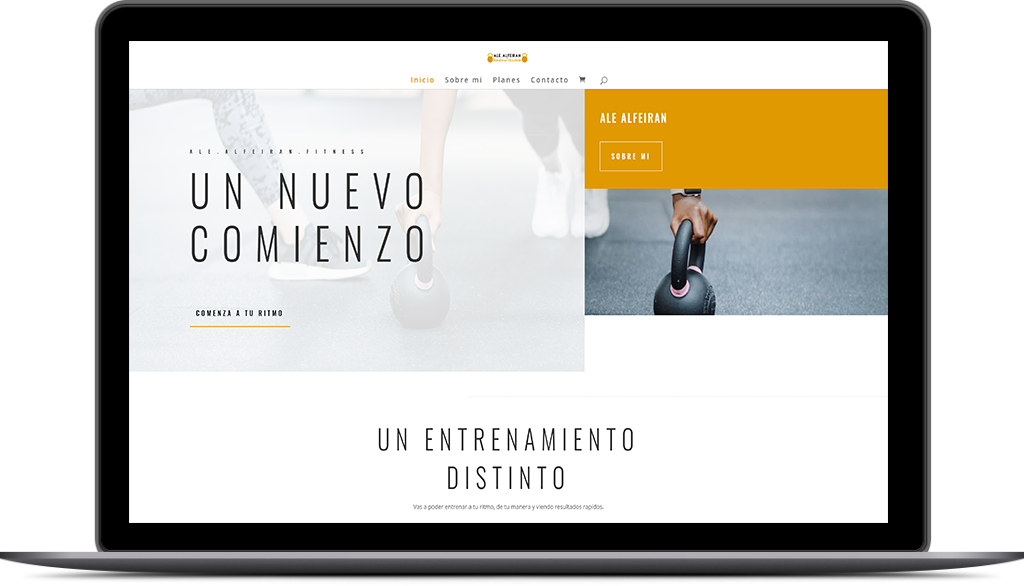 ALE ALFEIRAN
Inicio Sobre mi Planes Contacto
ALE.ALFEIRAN.FITNESS
UN NUEVO
COMIENZO
COMENZA A TU RITMO
ALE ALFEIRAN
SOBRE MI
UN ENTRENAMIENTO
DISTINTO
Vas a poder entrenar a tu ritmo, de tu manera y viendo resultados rapidos.